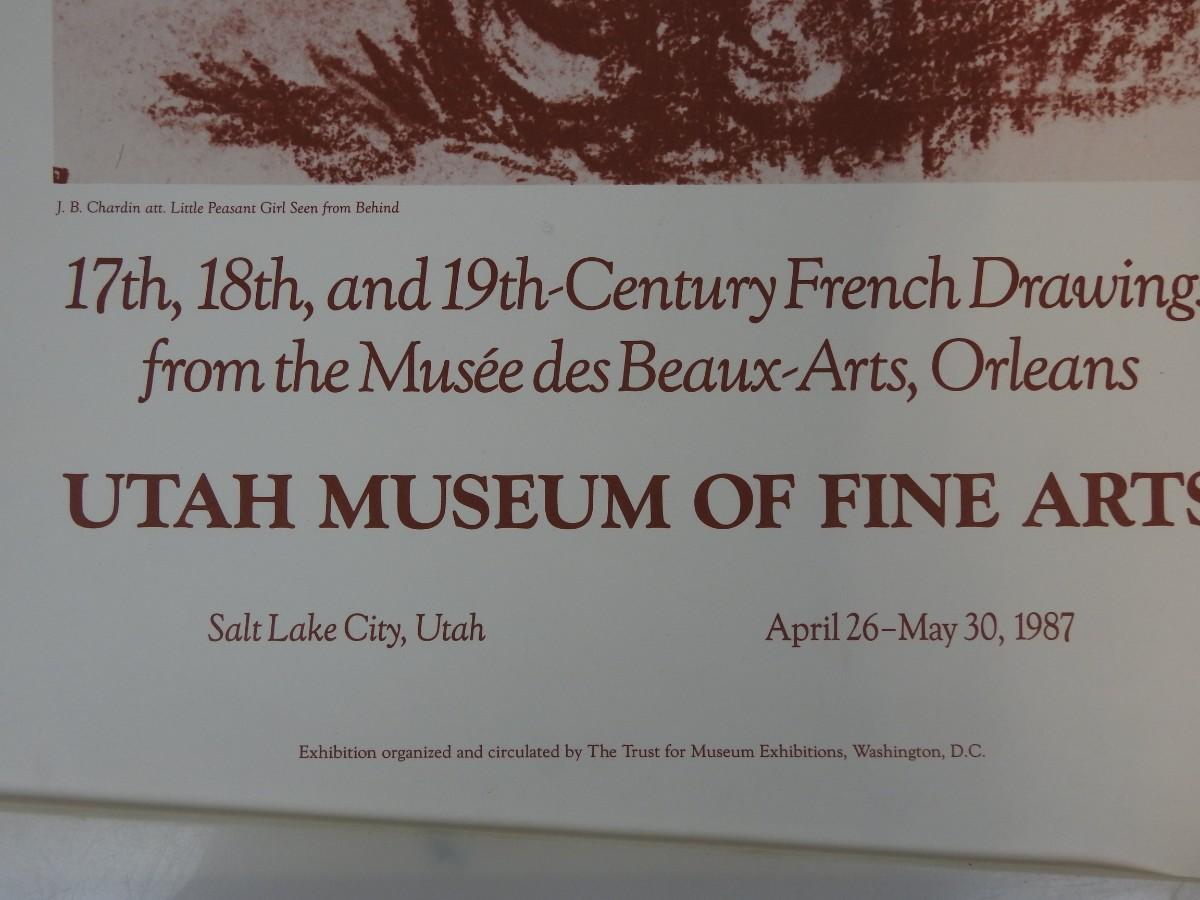 J. B. Chardin att. Little Peasant Girl Seen from Behind
17th, 18th, and 19th-Century French Drawing
from the Musée des Beaux-Arts, Orleans
UTAH MUSEUM OF FINE ARTS
Salt Lake City, Utah April 26–May 30, 1987
Exhibition organized and circulated by The Trust for Museum Exhibitions, Washington, D.C.